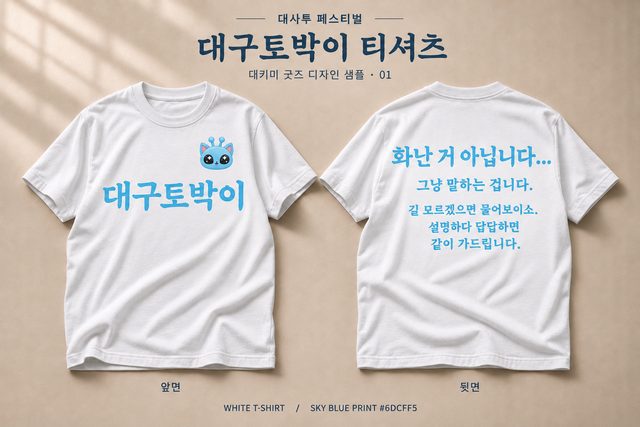 대사투 페스티벌
대구토박이 티셔츠
대키미 굿즈 디자인 샘플 · 01
대구토박이
화난 거 아닙니다...
그냥 말하는 겁니다.
길 모르겠으면 물어보이소.
설명하다 답답하면
같이 가드립니다.
앞면
뒷면
WHITE T-SHIRT / SKY BLUE PRINT #6DCFF5